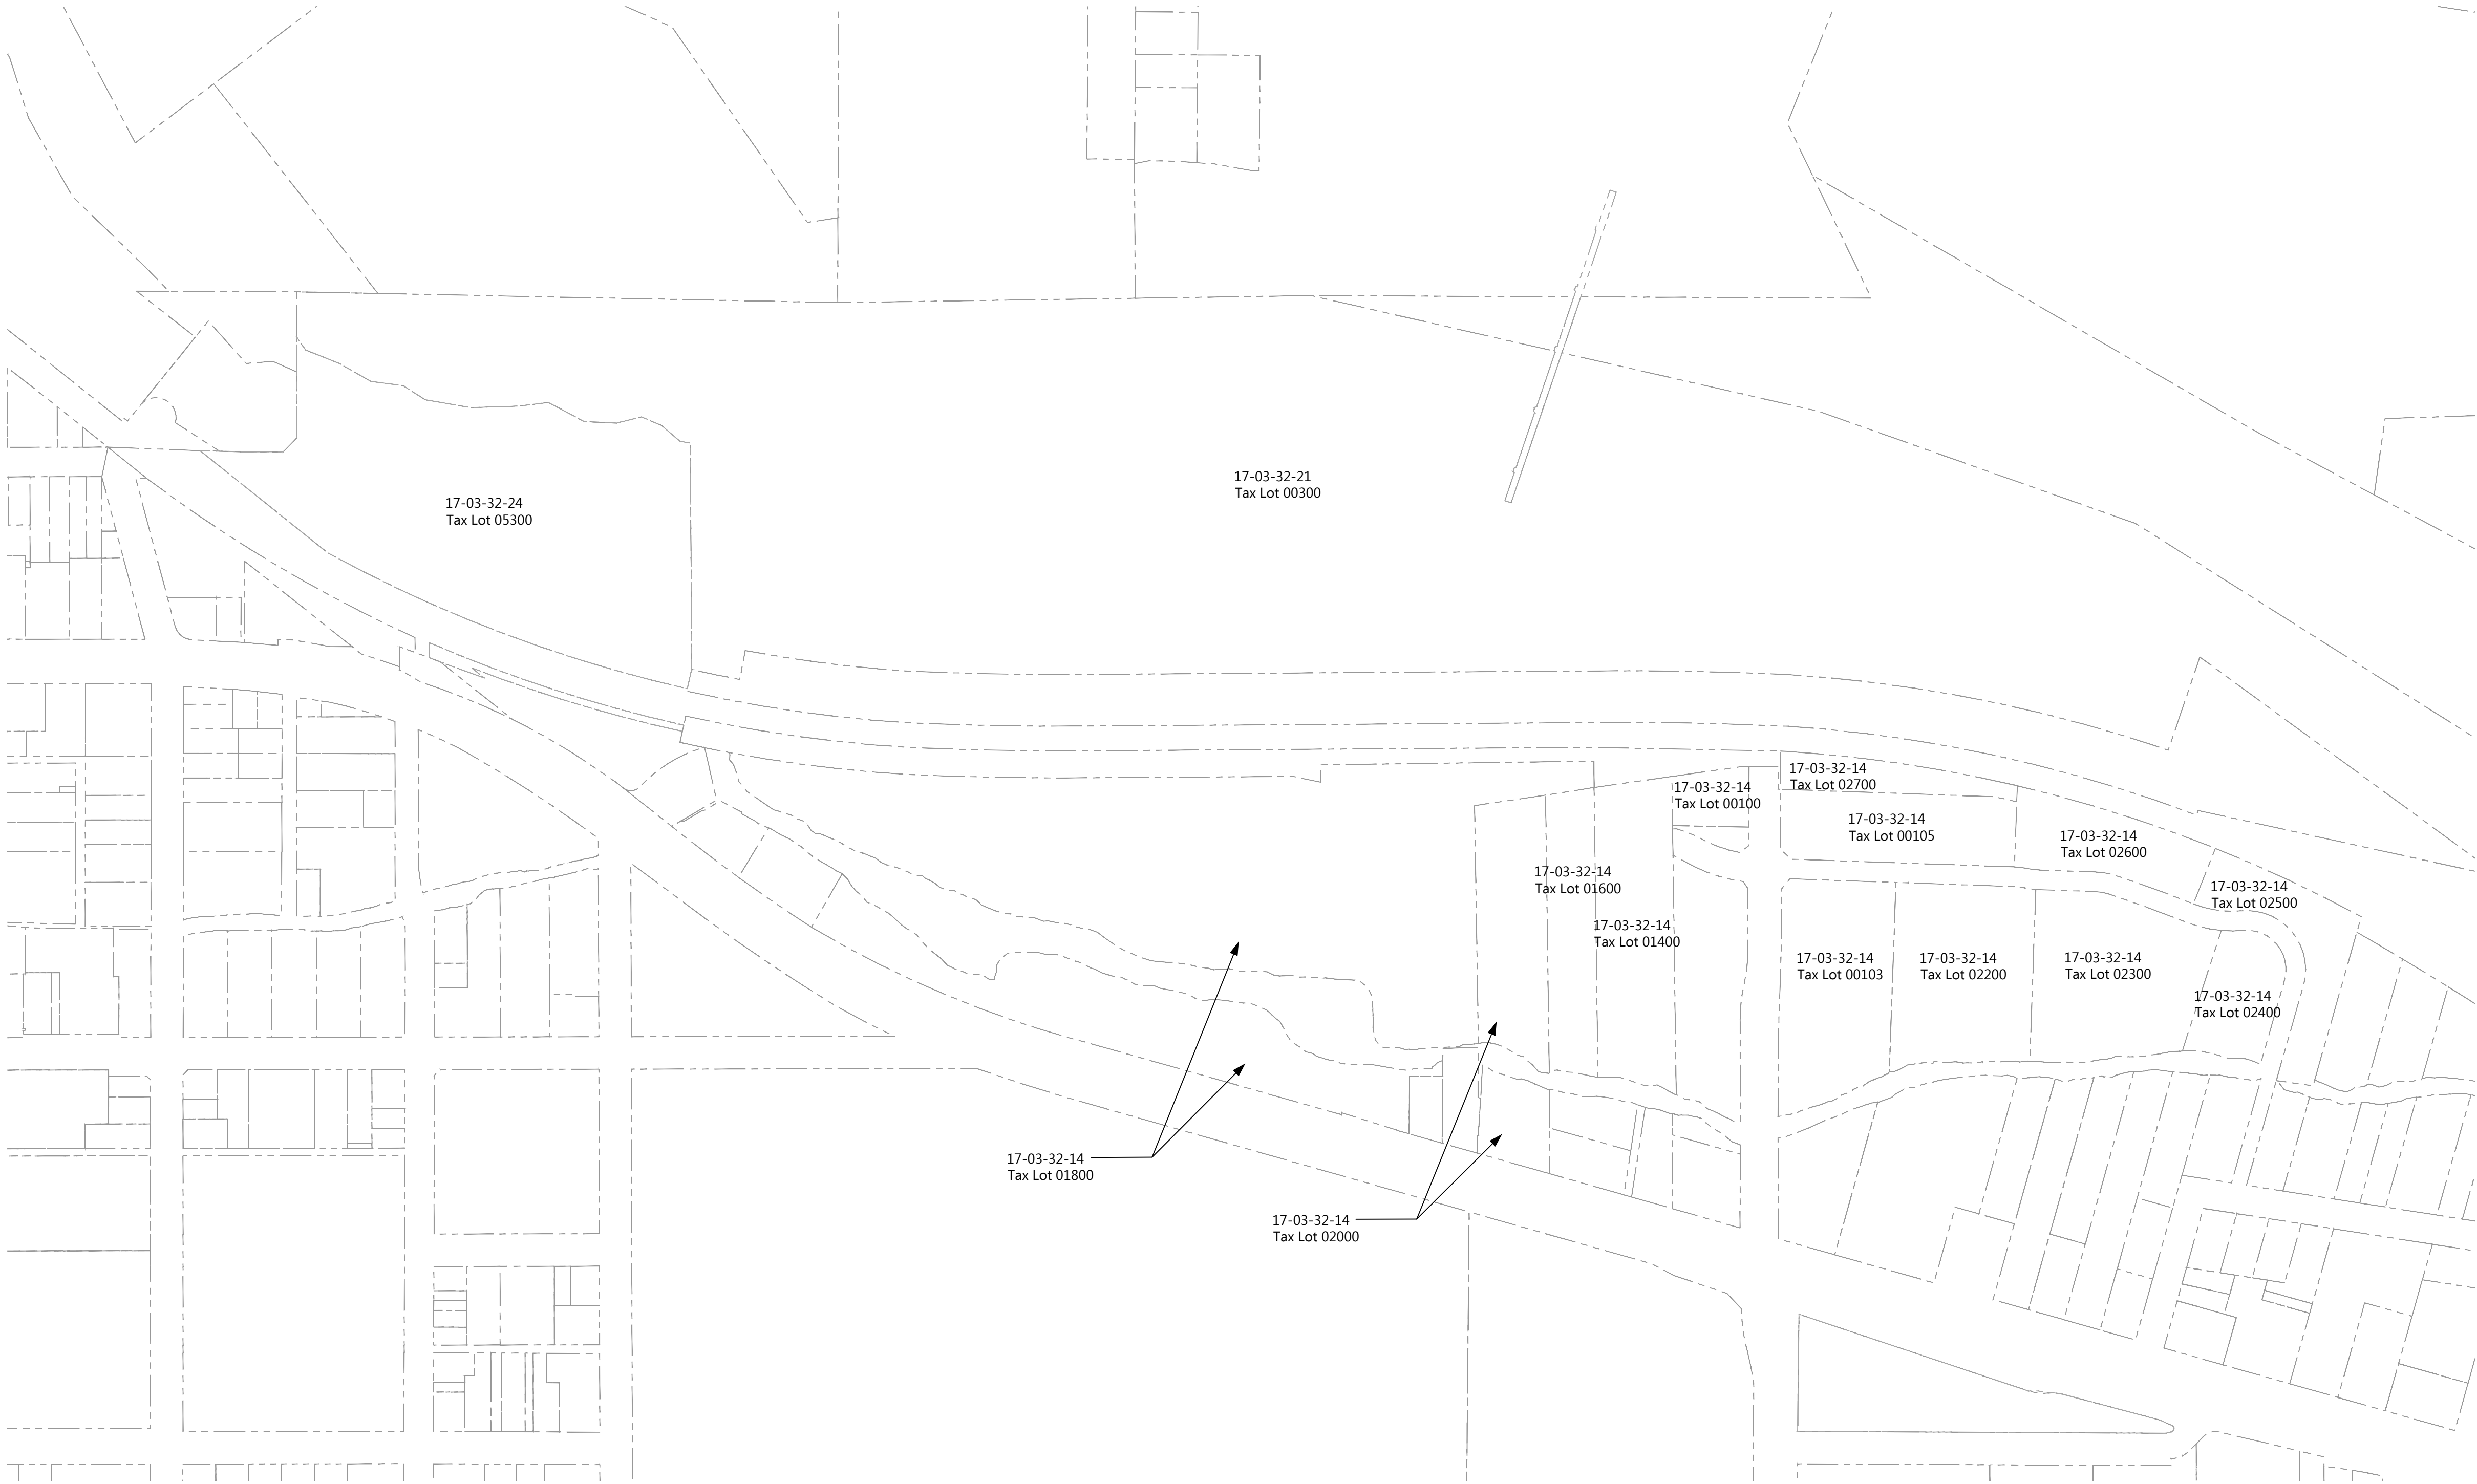 17-03-32-21
Tax Lot 00300
17-03-32-24
Tax Lot 05300
17-03-32-14
Tax Lot 02700
17-03-32-14
Tax Lot 00100
17-03-32-14
Tax Lot 00105
17-03-32-14
Tax Lot 02600
17-03-32-14
Tax Lot 01600
17-03-32-14
Tax Lot 02500
17-03-32-14
Tax Lot 01400
17-03-32-14
Tax Lot 00103
17-03-32-14
Tax Lot 02200
17-03-32-14
Tax Lot 02300
17-03-32-14
Tax Lot 02400
17-03-32-14
Tax Lot 01800
17-03-32-14
Tax Lot 02000